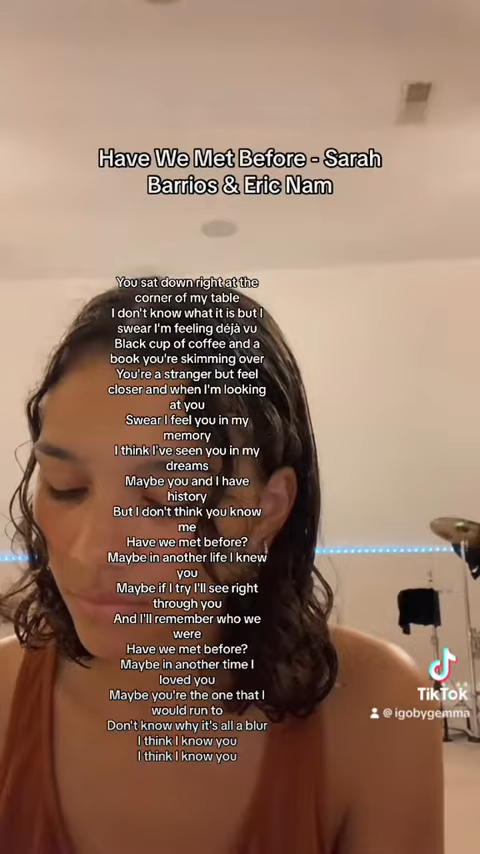 Have We Met Before - Sarah
Barrios & Eric Nam
You sat down right at the
corner of my table
I don't know what it is but I
swear I'm feeling déjà vu
Black cup of coffee and a
book you're skimming over
You're a stranger but feel
closer and when I'm looking
at you
Swear I feel you in my
memory
I think I've seen you in my
dreams
Maybe you and I have
history
But I don't think you know
me
Have we met before?
Maybe in another life I knew
you
Maybe if I try I'll see right
through you
And I'll remember who we
were
Have we met before?
Maybe in another time I
loved you
Maybe you're the one that I
would run to
Don't know why it's all a blur
I think I know you
I think I know you
TikTok
@igobygemma